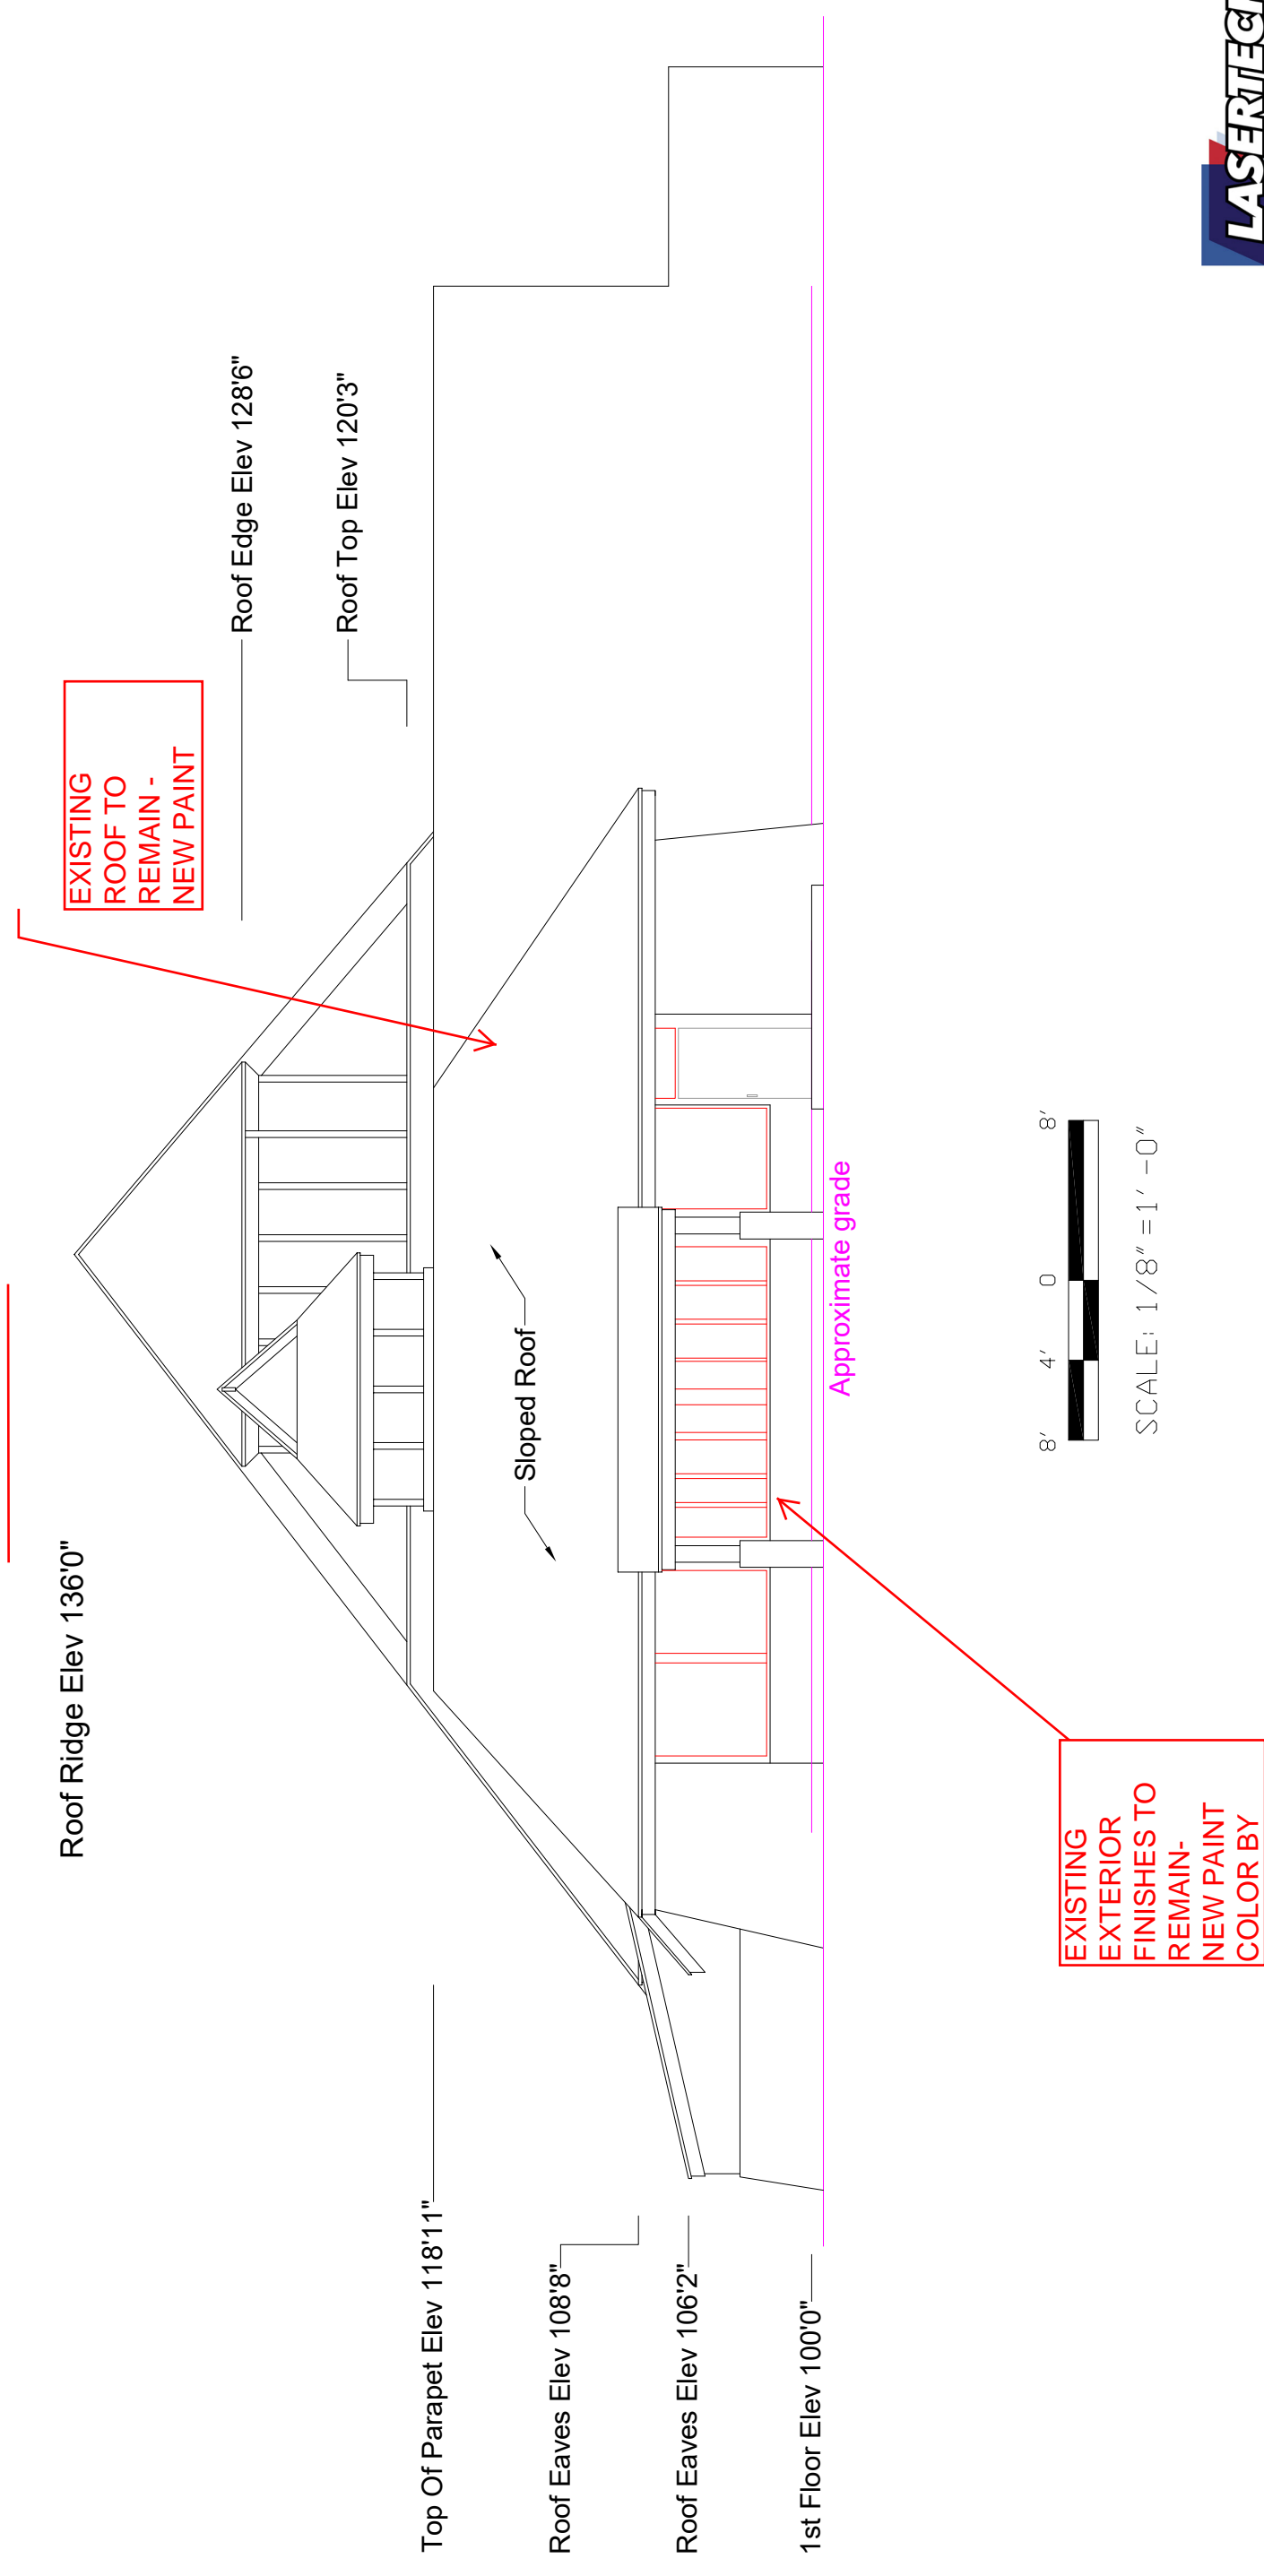 Roof Ridge Elev 136'0"
EXISTING
ROOF TO
REMAIN -
NEW PAINT
Roof Edge Elev 128'6"
Roof Top Elev 120'3"
Top Of Parapet Elev 118'11"
Sloped Roof
Roof Eaves Elev 108'8"
Roof Eaves Elev 106'2"
1st Floor Elev 100'0"
Approximate grade
EXISTING
EXTERIOR
FINISHES TO
REMAIN-
NEW PAINT
COLOR BY
8' 4' 0 8'
SCALE: 1/8" =1' -0"
LASERTECH